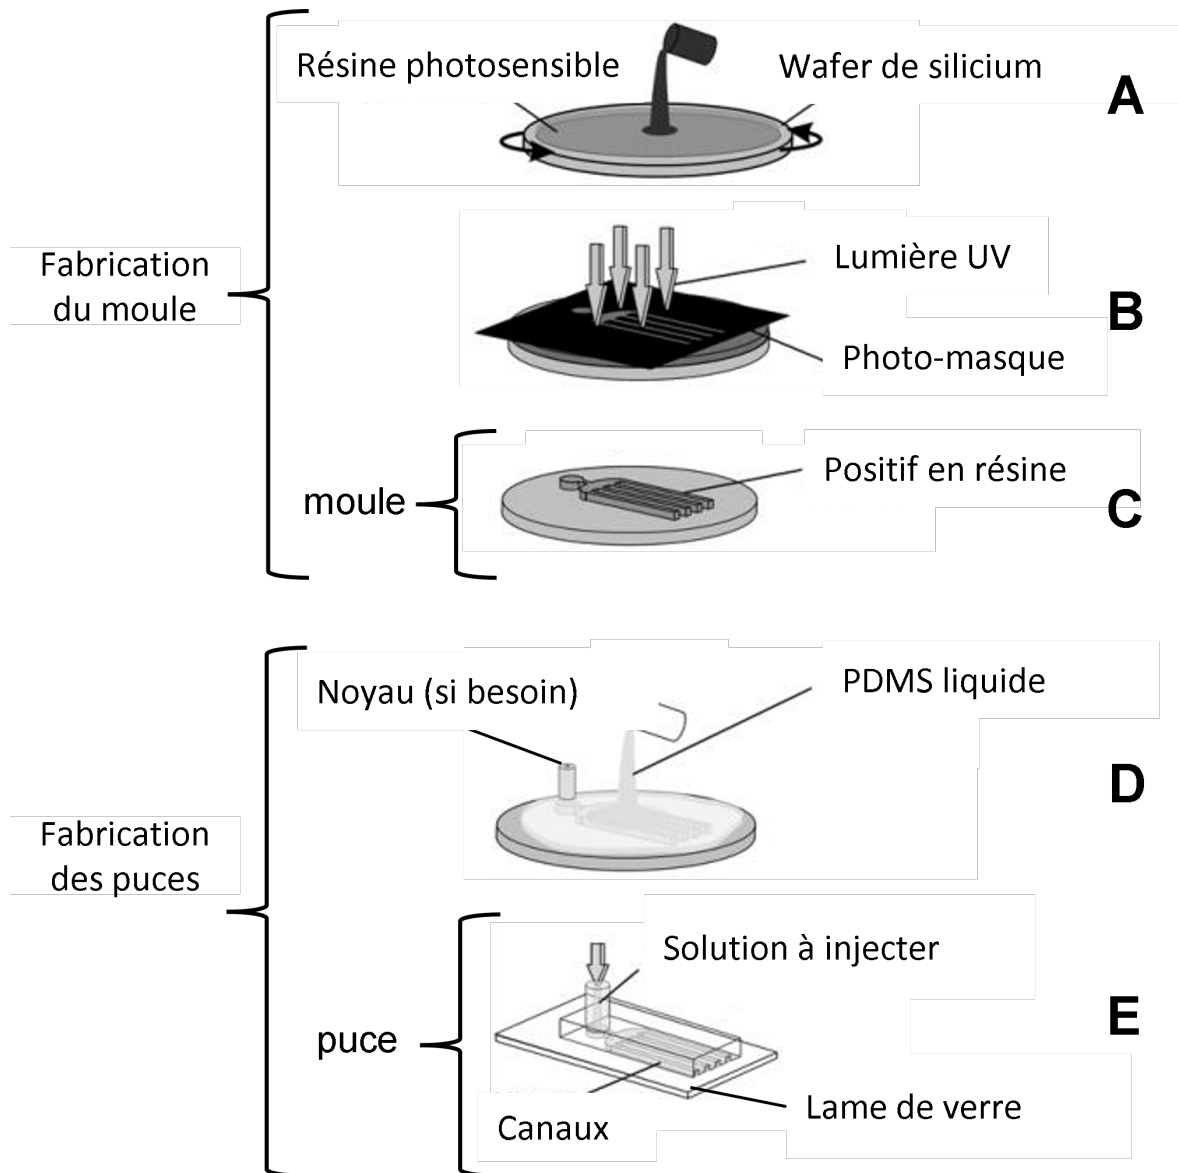 Résine photosensible
Wafer de silicium
A
Fabrication
du moule
Lumière UV
B
Photo-masque
moule
Positif en résine
C
Noyau (si besoin)
PDMS liquide
D
Fabrication
des puces
Solution à injecter
E
puce
Lame de verre
Canaux